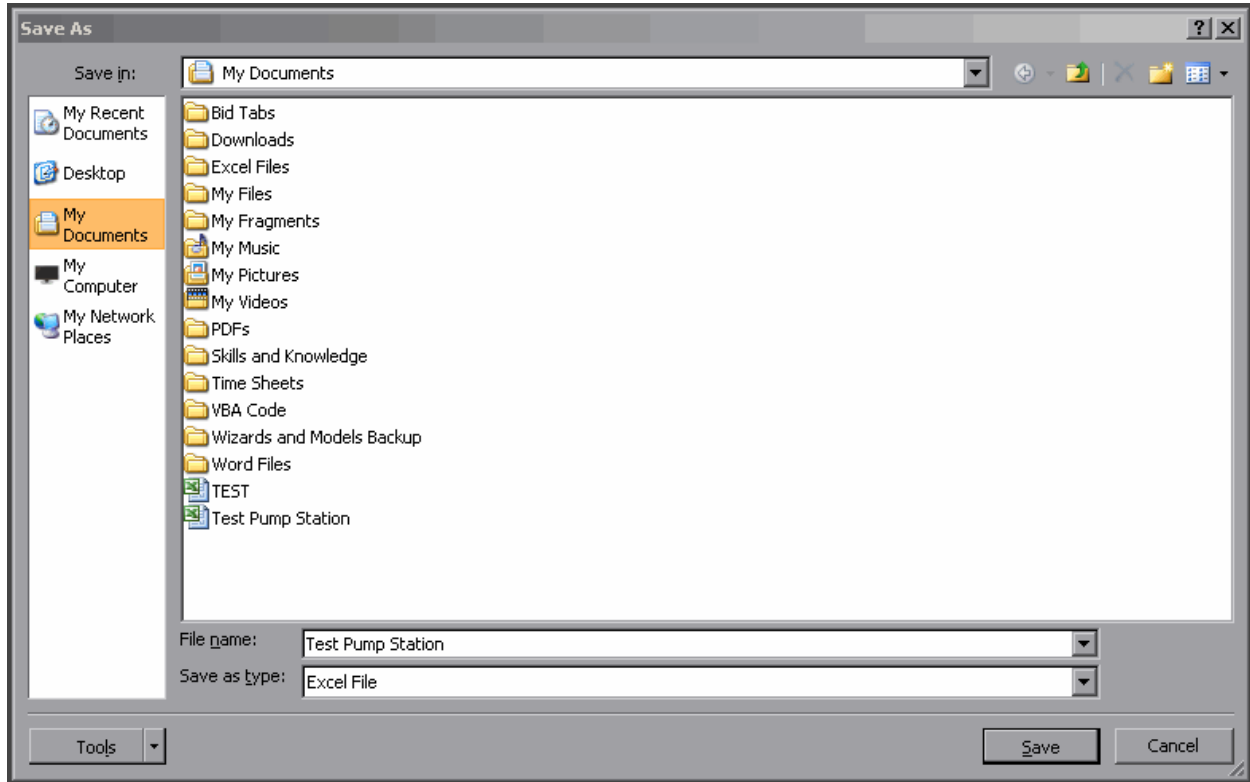 Save As
Save in:
My Documents
My Recent
Documents
Desktop
My
Documents
My
Computer
My Network
Places
Bid Tabs
Downloads
Excel Files
My Files
My Fragments
My Music
My Pictures
My Videos
PDFs
Skills and Knowledge
Time Sheets
VBA Code
Wizards and Models Backup
Word Files
TEST
Test Pump Station
File name: Test Pump Station
Save as type: Excel File
Tools Save Cancel